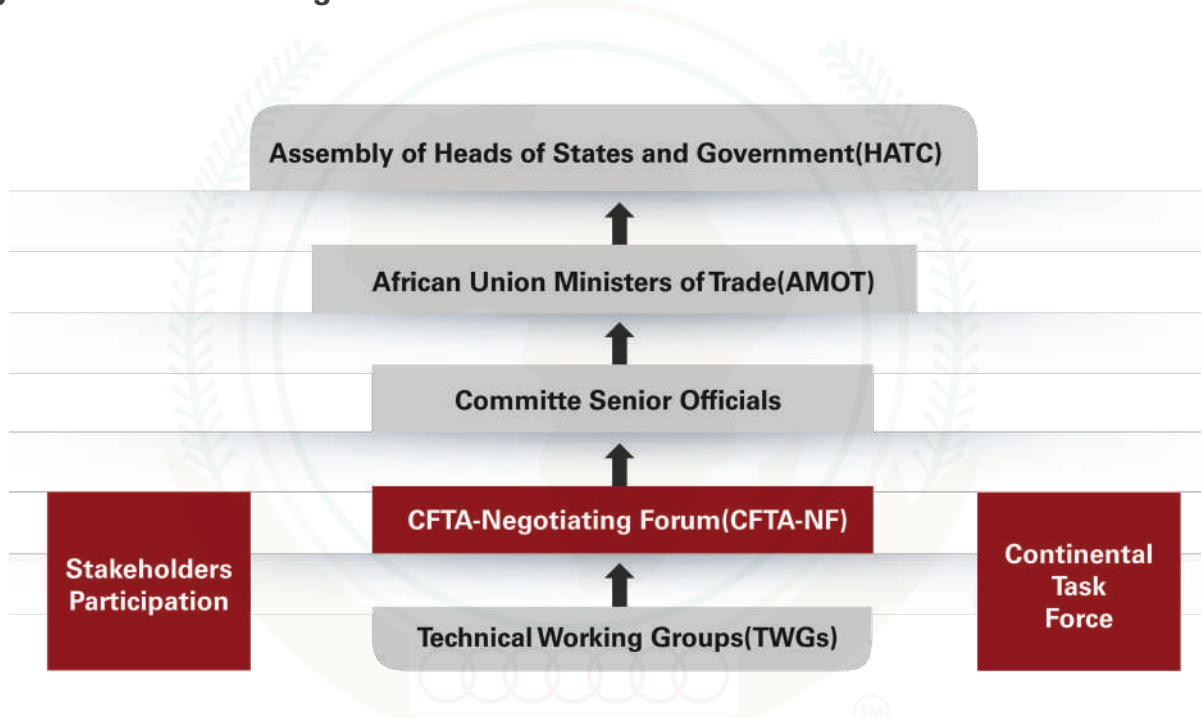 Assembly of Heads of States and Government(HATC)
African Union Ministers of Trade(AMOT)
Committe Senior Officials
CFTA-Negotiating Forum(CFTA-NF)
Stakeholders
Participation
Continental
Task
Force
Technical Working Groups(TWGs)
TM